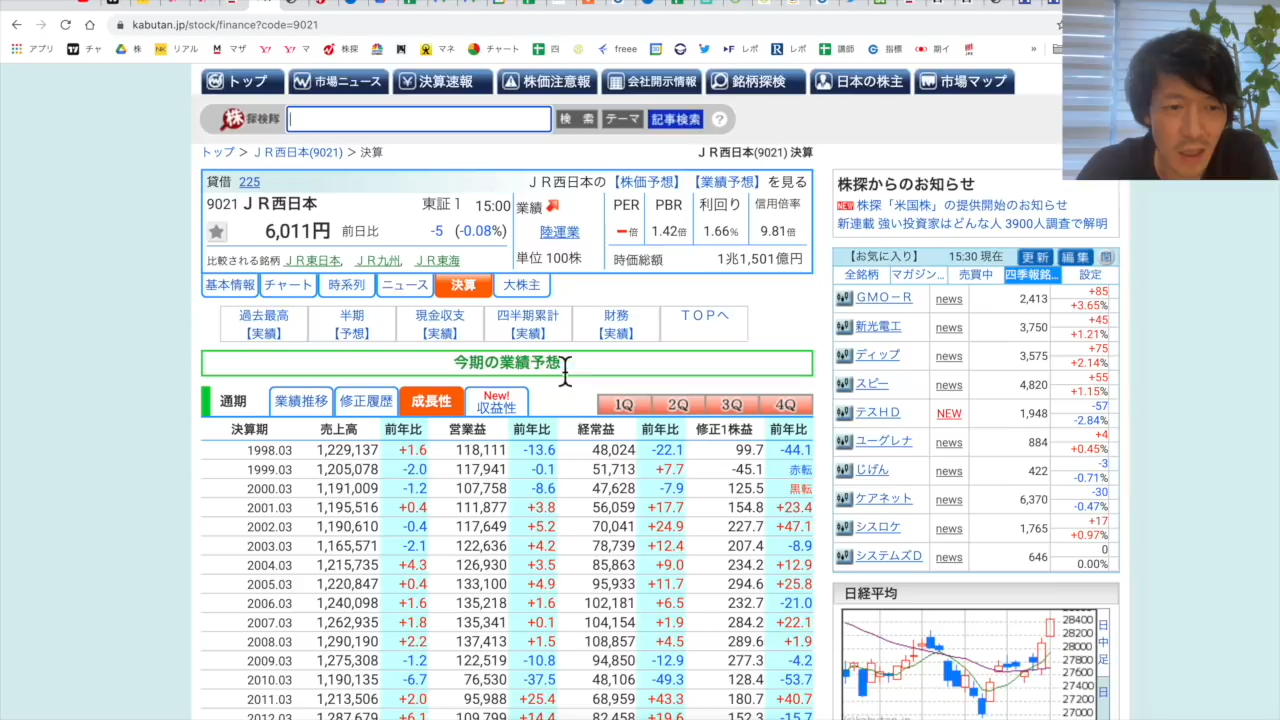 kabutan.jp/stock/finance?code=9021
アプリ チャ 株 リアル マザ マ 株探 マネ チャート 四 freee レポ レポ 講師 指標 期イ »
トップ 市場ニュース 決算速報 株価注意報 会社開示情報 銘柄探検 日本の株主 市場マップ
株探検隊 検 索 テーマ 記事検索 ?
トップ > ＪＲ西日本(9021) > 決算
ＪＲ西日本(9021) 決算
貸借 225
ＪＲ西日本の【株価予想】【業績予想】を見る
9021 ＪＲ西日本 東証１ 15:00
6,011円 前日比 -5 (-0.08%)
比較される銘柄 ＪＲ東日本, ＪＲ九州, ＪＲ東海
業績
陸運業
単位 100株
PER PBR 利回り 信用倍率
－倍 1.42倍 1.66% 9.81倍
時価総額 1兆1,501億円
基本情報 チャート 時系列 ニュース 決算 大株主
過去最高 半期 現金収支 四半期累計 財務 ＴＯＰへ
【実績】 【予想】 【実績】 【実績】 【実績】
今期の業績予想
通期 業績推移 修正履歴 成長性 New! 収益性 1Q 2Q 3Q 4Q
決算期 売上高 前年比 営業益 前年比 経常益 前年比 修正1株益 前年比
1998.03 1,229,137 +1.6 118,111 -13.6 48,024 -22.1 99.7 -44.1
1999.03 1,205,078 -2.0 117,941 -0.1 51,713 +7.7 -45.1 赤転
2000.03 1,191,009 -1.2 107,758 -8.6 47,628 -7.9 125.5 黒転
2001.03 1,195,516 +0.4 111,877 +3.8 56,059 +17.7 154.8 +23.4
2002.03 1,190,610 -0.4 117,649 +5.2 70,041 +24.9 227.7 +47.1
2003.03 1,165,571 -2.1 122,636 +4.2 78,739 +12.4 207.4 -8.9
2004.03 1,215,735 +4.3 126,930 +3.5 85,863 +9.0 234.2 +12.9
2005.03 1,220,847 +0.4 133,100 +4.9 95,933 +11.7 294.6 +25.8
2006.03 1,240,098 +1.6 135,218 +1.6 102,181 +6.5 232.7 -21.0
2007.03 1,262,935 +1.8 135,341 +0.1 104,154 +1.9 284.2 +22.1
2008.03 1,290,190 +2.2 137,413 +1.5 108,857 +4.5 289.6 +1.9
2009.03 1,275,308 -1.2 122,519 -10.8 94,850 -12.9 277.3 -4.2
2010.03 1,190,135 -6.7 76,530 -37.5 48,106 -49.3 128.4 -53.7
2011.03 1,213,506 +2.0 95,988 +25.4 68,959 +43.3 180.7 +40.7
2012.03 1,287,679 +6.1 109,799 +14.4 82,458 +19.6 152.3 -15.7
株探からのお知らせ
NEW 株探「米国株」の提供開始のお知らせ
新連載 強い投資家はどんな人 3900人調査で解明
【お気に入り】 15:30 現在 更新 編集 閉
全銘柄 マガジン... 売買中 四季報銘... 設定
ＧＭＯ－Ｒ news 2,413 +85 +3.65%
新光電工 news 3,750 +45 +1.21%
ディップ news 3,575 +75 +2.14%
スピー news 4,820 +55 +1.15%
テスＨＤ NEW 1,948 -57 -2.84%
ユーグレナ news 884 +4 +0.45%
じげん news 422 -3 -0.71%
ケアネット news 6,370 -30 -0.47%
シスロケ news 1,765 +17 +0.97%
システムズＤ news 646 0 0.00%
日経平均
28400
28200
28000
27800
27600
27400
27200
27000
日中足
日